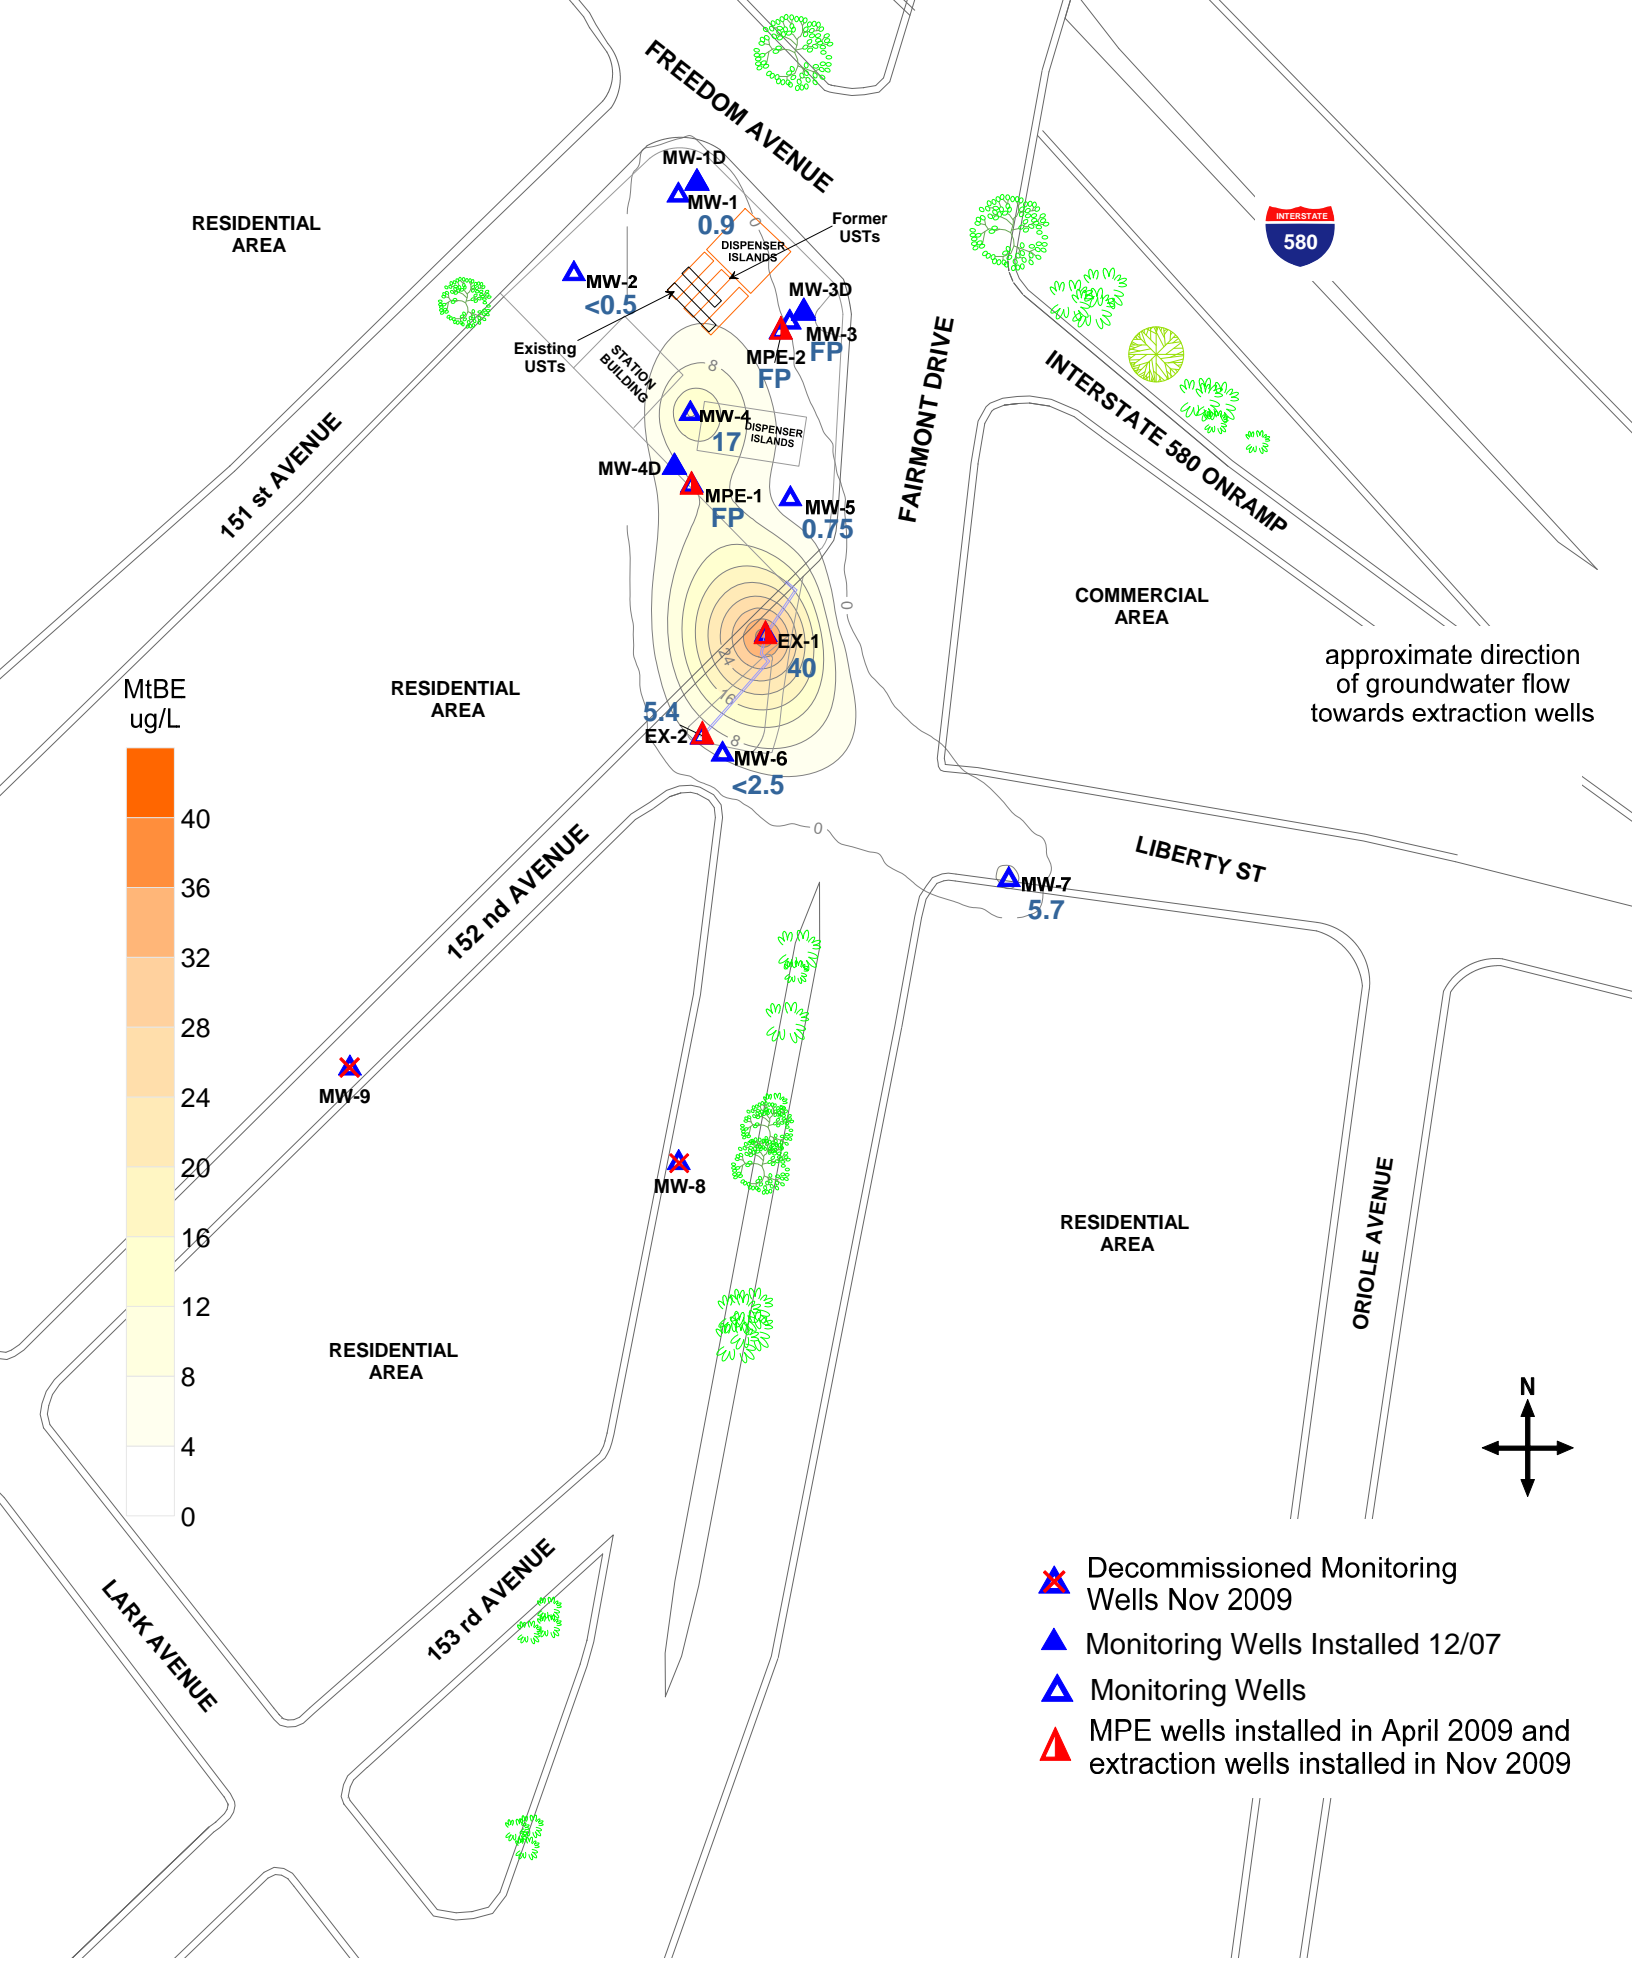 FREEDOM AVENUE
MW-1D
MW-1
0.9
Former
USTs
DISPENSER
ISLANDS
0
RESIDENTIAL
AREA
INTERSTATE
580
MW-2
<0.5
MW-3D
MW-3
FP
MPE-2
FP
Existing
USTs
STATION
BUILDING
8
MW-4
17
DISPENSER
ISLANDS
FAIRMONT DRIVE
INTERSTATE 580 ONRAMP
151 st AVENUE
MW-4D
MPE-1
FP
MW-5
0.75
COMMERCIAL
AREA
0
EX-1
40
24
16
approximate direction
of groundwater flow
towards extraction wells
RESIDENTIAL
AREA
MtBE
ug/L
5.4
EX-2
8
MW-6
<2.5
0
LIBERTY ST
MW-7
5.7
152 nd AVENUE
40
36
32
28
24
20
16
12
8
4
0
MW-9
MW-8
RESIDENTIAL
AREA
ORIOLE AVENUE
RESIDENTIAL
AREA
N
LARK AVENUE
153 rd AVENUE
Decommissioned Monitoring
Wells Nov 2009
Monitoring Wells Installed 12/07
Monitoring Wells
MPE wells installed in April 2009 and
extraction wells installed in Nov 2009